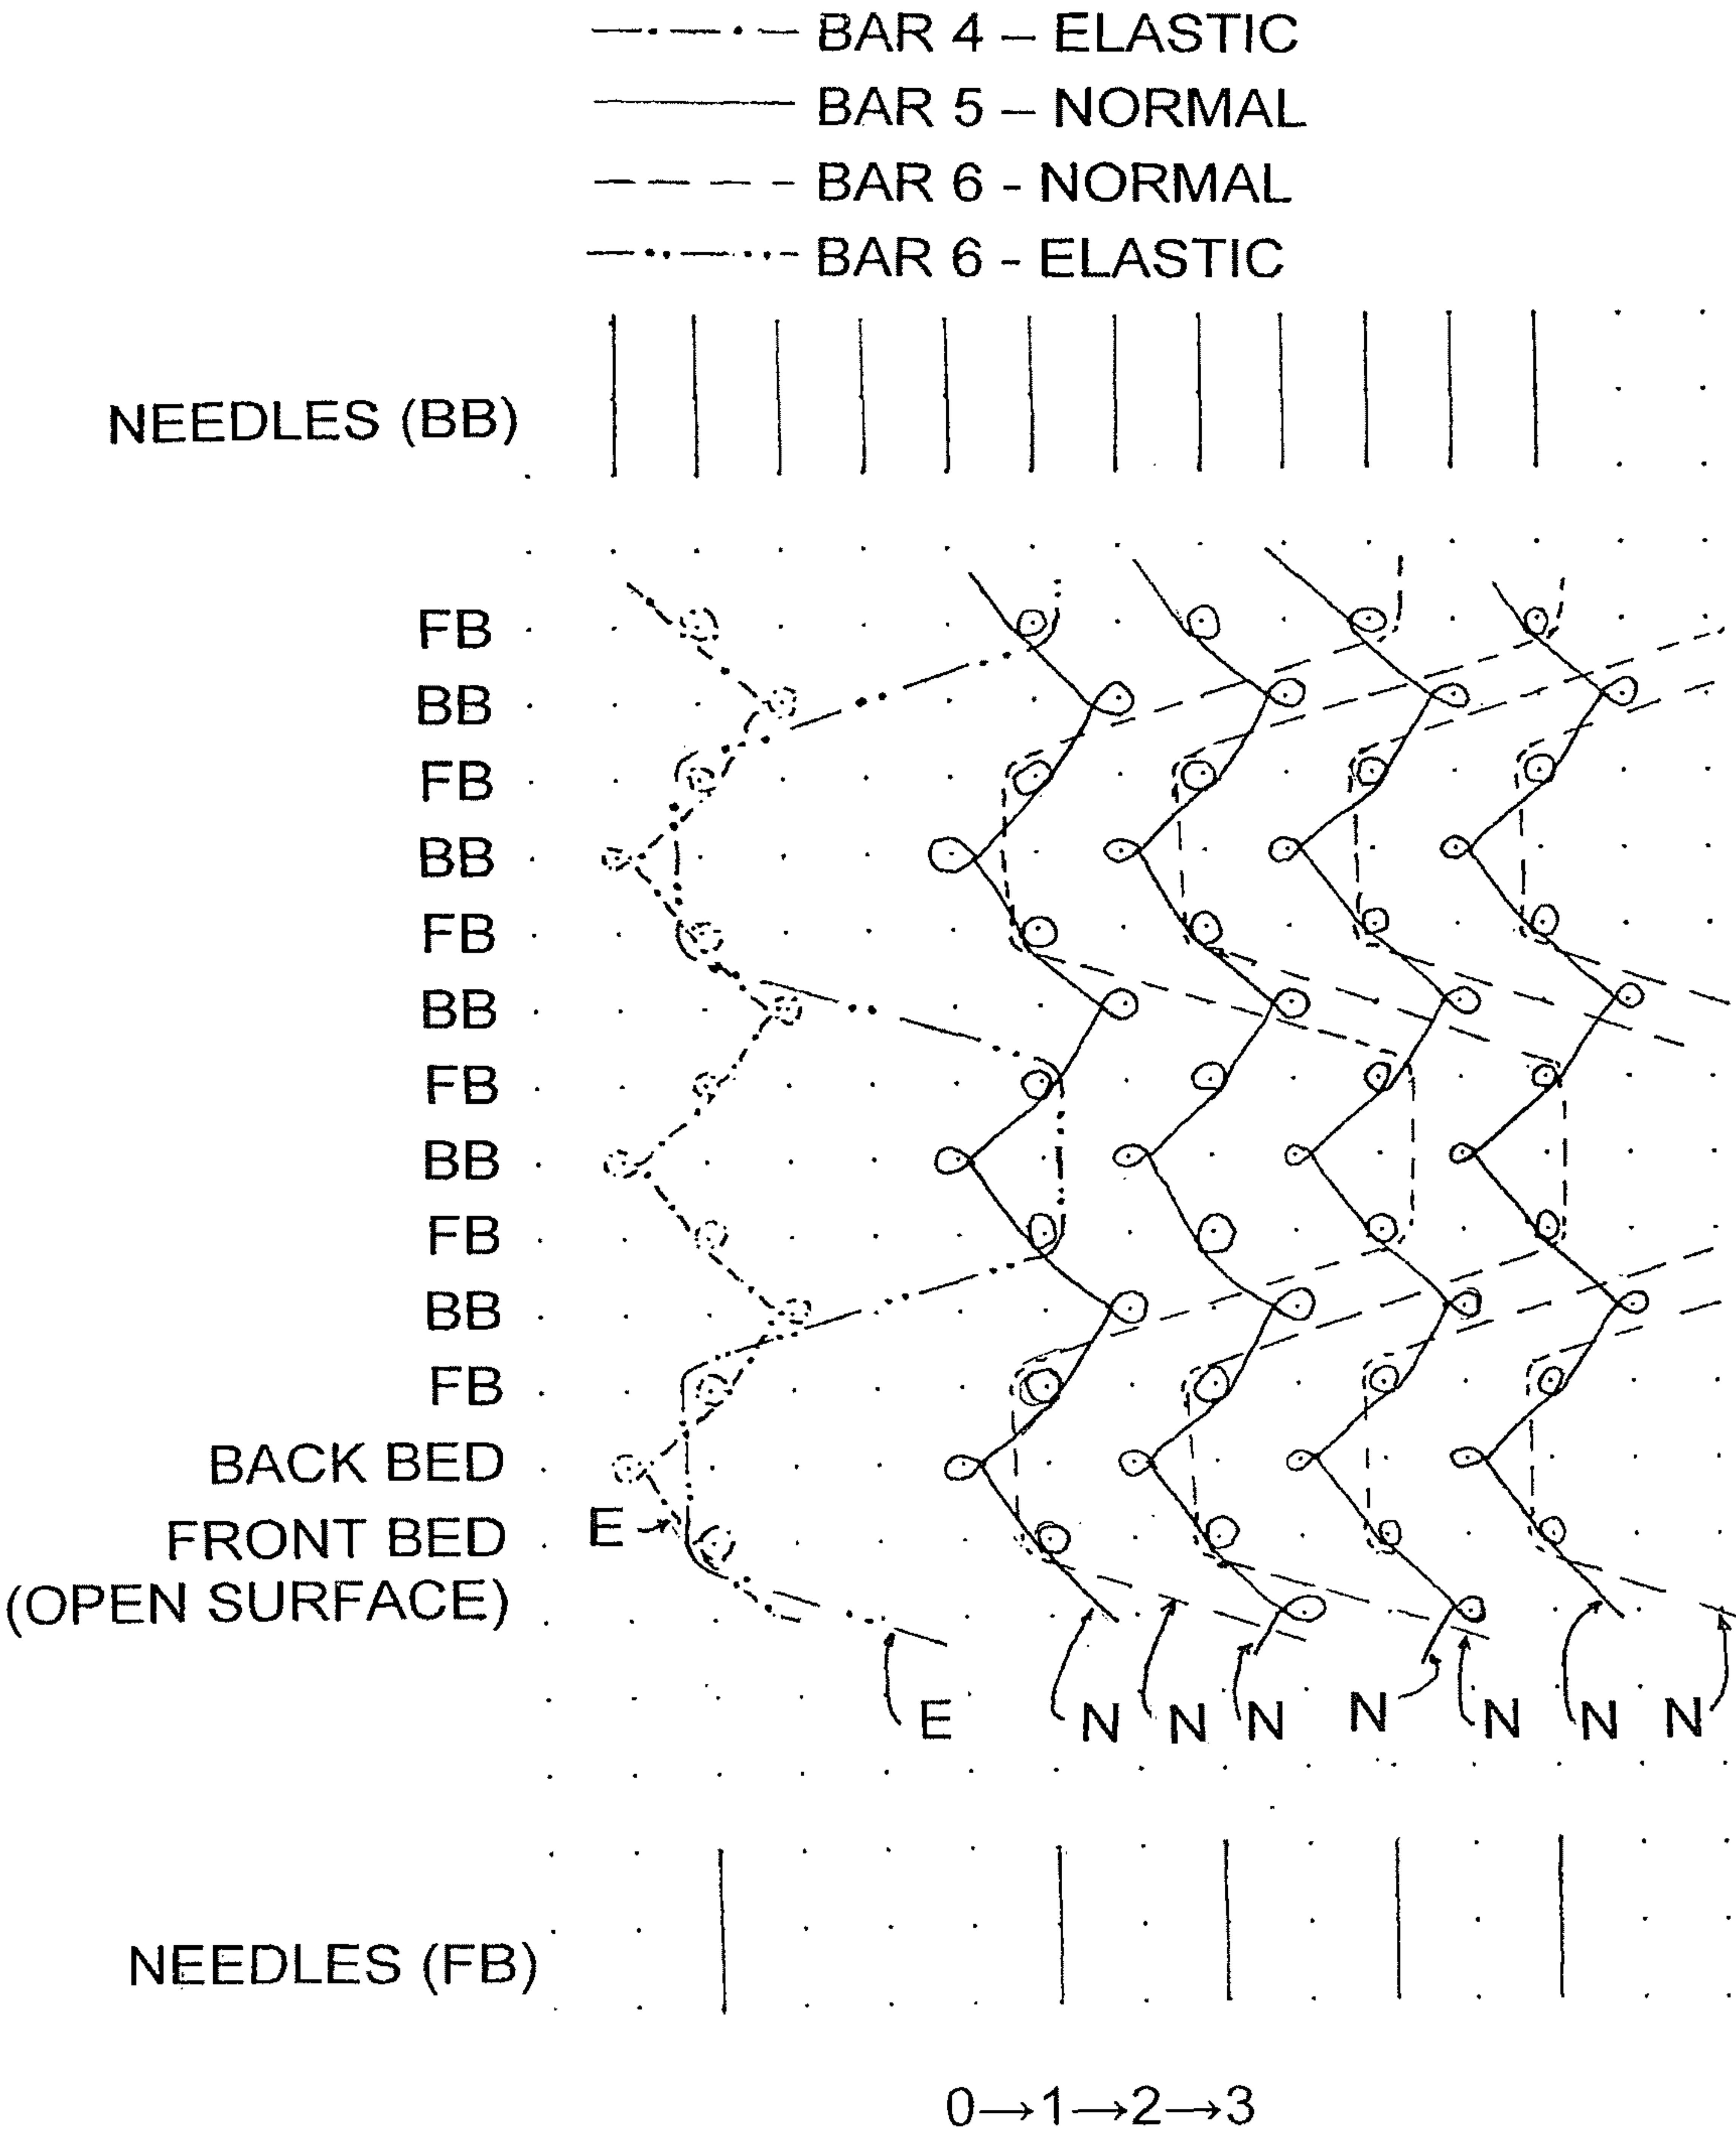 BAR 4 – ELASTIC
BAR 5 – NORMAL
BAR 6 - NORMAL
BAR 6 - ELASTIC
NEEDLES (BB)
FB
BB
FB
BB
FB
BB
FB
BB
FB
BB
FB
BACK BED
FRONT BED
(OPEN SURFACE)
E
E N N N N N N N
NEEDLES (FB)
0→1→2→3